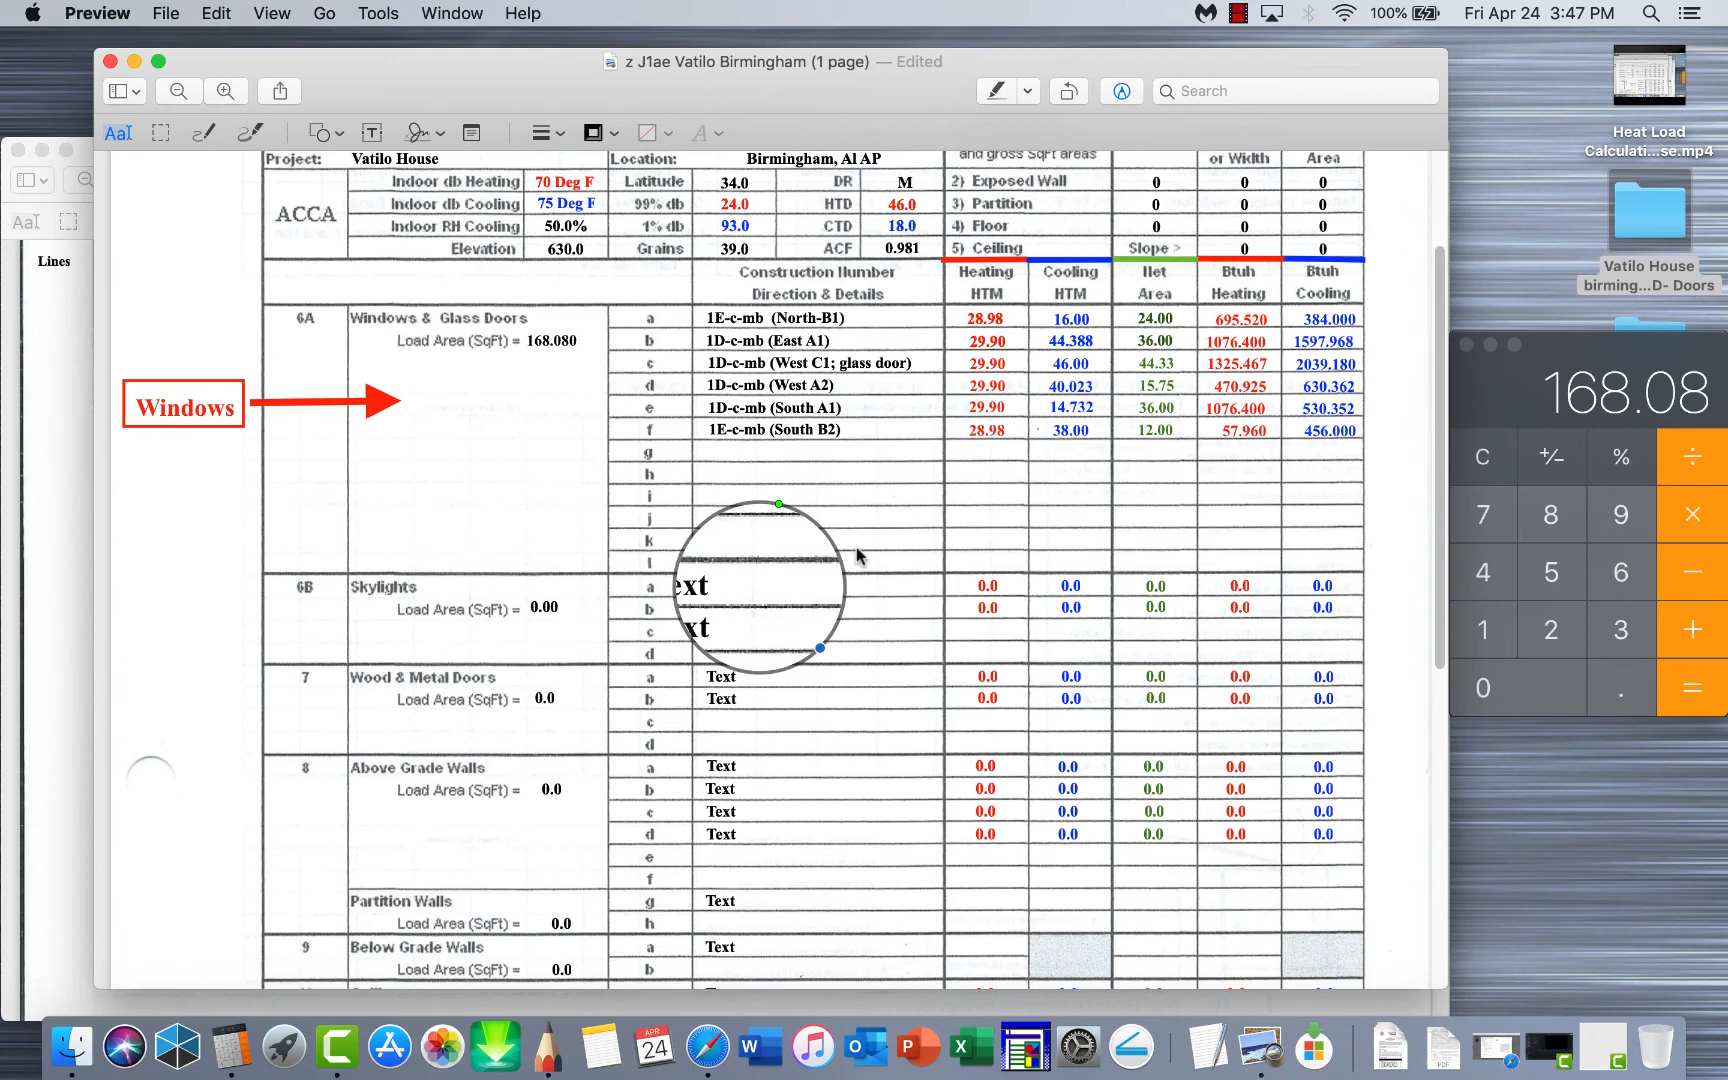 Preview File Edit View Go Tools Window Help 100% Fri Apr 24 3:47 PM
z J1ae Vatilo Birmingham (1 page) — Edited
Search
Heat Load
Calculati...se.mp4
Vatilo House
birming...D- Doors
Lines
Project: Vatilo House Location: Birmingham, Al AP and gross SqFt areas or Width Area
ACCA
Indoor db Heating 70 Deg F Latitude 34.0 DR M 2) Exposed Wall 0 0 0
Indoor db Cooling 75 Deg F 99% db 24.0 HTD 46.0 3) Partition 0 0 0
Indoor RH Cooling 50.0% 1% db 93.0 CTD 18.0 4) Floor 0 0 0
Elevation 630.0 Grains 39.0 ACF 0.981 5) Ceiling Slope > 0 0
Construction Number Heating Cooling Net Btuh Btuh
Direction & Details HTM HTM Area Heating Cooling
6A Windows & Glass Doors a 1E-c-mb (North-B1) 28.98 16.00 24.00 695.520 384.000
Load Area (SqFt) = 168.080 b 1D-c-mb (East A1) 29.90 44.388 36.00 1076.400 1597.968
c 1D-c-mb (West C1; glass door) 29.90 46.00 44.33 1325.467 2039.180
d 1D-c-mb (West A2) 29.90 40.023 15.75 470.925 630.362
Windows e 1D-c-mb (South A1) 29.90 14.732 36.00 1076.400 530.352
f 1E-c-mb (South B2) 28.98 38.00 12.00 57.960 456.000
g
h
i
j
k
l
6B Skylights a ext 0.0 0.0 0.0 0.0 0.0
Load Area (SqFt) = 0.00 b 0.0 0.0 0.0 0.0 0.0
c xt
d
7 Wood & Metal Doors a Text 0.0 0.0 0.0 0.0 0.0
Load Area (SqFt) = 0.0 b Text 0.0 0.0 0.0 0.0 0.0
c
d
8 Above Grade Walls a Text 0.0 0.0 0.0 0.0 0.0
Load Area (SqFt) = 0.0 b Text 0.0 0.0 0.0 0.0 0.0
c Text 0.0 0.0 0.0 0.0 0.0
d Text 0.0 0.0 0.0 0.0 0.0
e
f
Partition Walls g Text
Load Area (SqFt) = 0.0 h
9 Below Grade Walls a Text
Load Area (SqFt) = 0.0 b
168.08
C +/− % ÷
7 8 9 ×
4 5 6 −
1 2 3 +
0 . =
APR
24
W
O
P
X
DOC
PDF